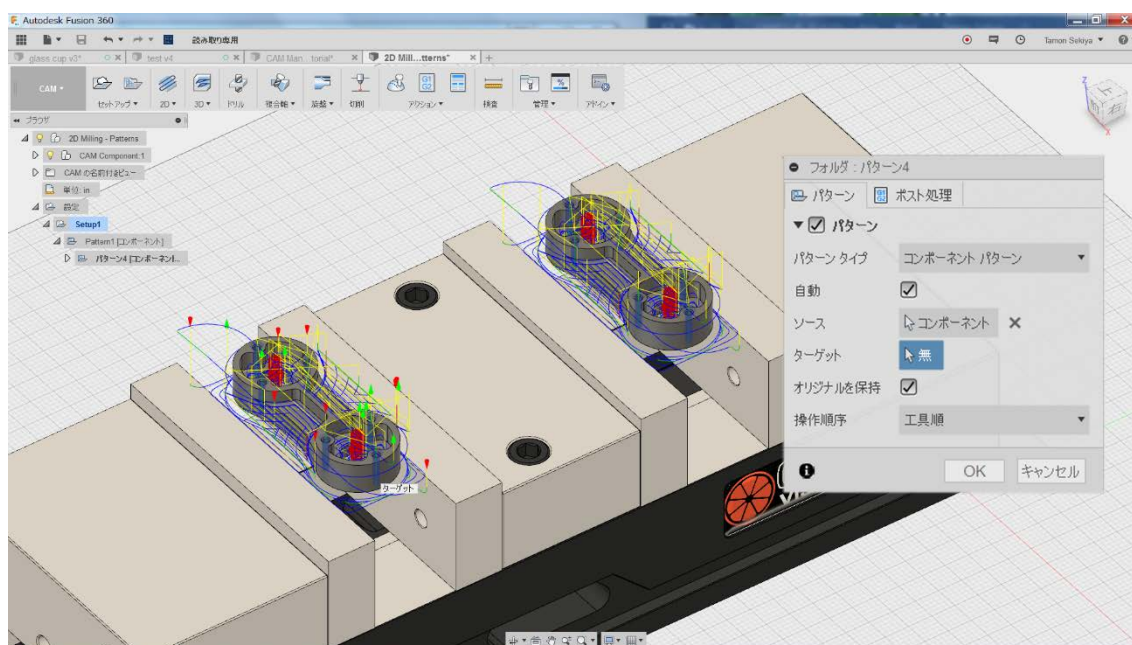 Autodesk Fusion 360
読み取り専用
Tamon Sekiya
glass cup v3*
test v4
CAM Man...torial*
2D Mill...tterns*
CAM
セットアップ
2D
3D
ドリル
複合軸
旋盤
切削
アクション
検査
管理
アドイン
ブラウザ
2D Milling - Patterns
CAM Component:1
CAM の名前付きビュー
単位: in
設定
Setup1
Pattern1 [コンポーネント]
パターン4 [コンポーネント...
Z
上
前
右
X
フォルダ : パターン4
パターン
ポスト処理
パターン
パターン タイプ
コンポーネント パターン
自動
ソース
コンポーネント
ターゲット
無
オリジナルを保持
操作順序
工具順
OK
キャンセル
ターゲット